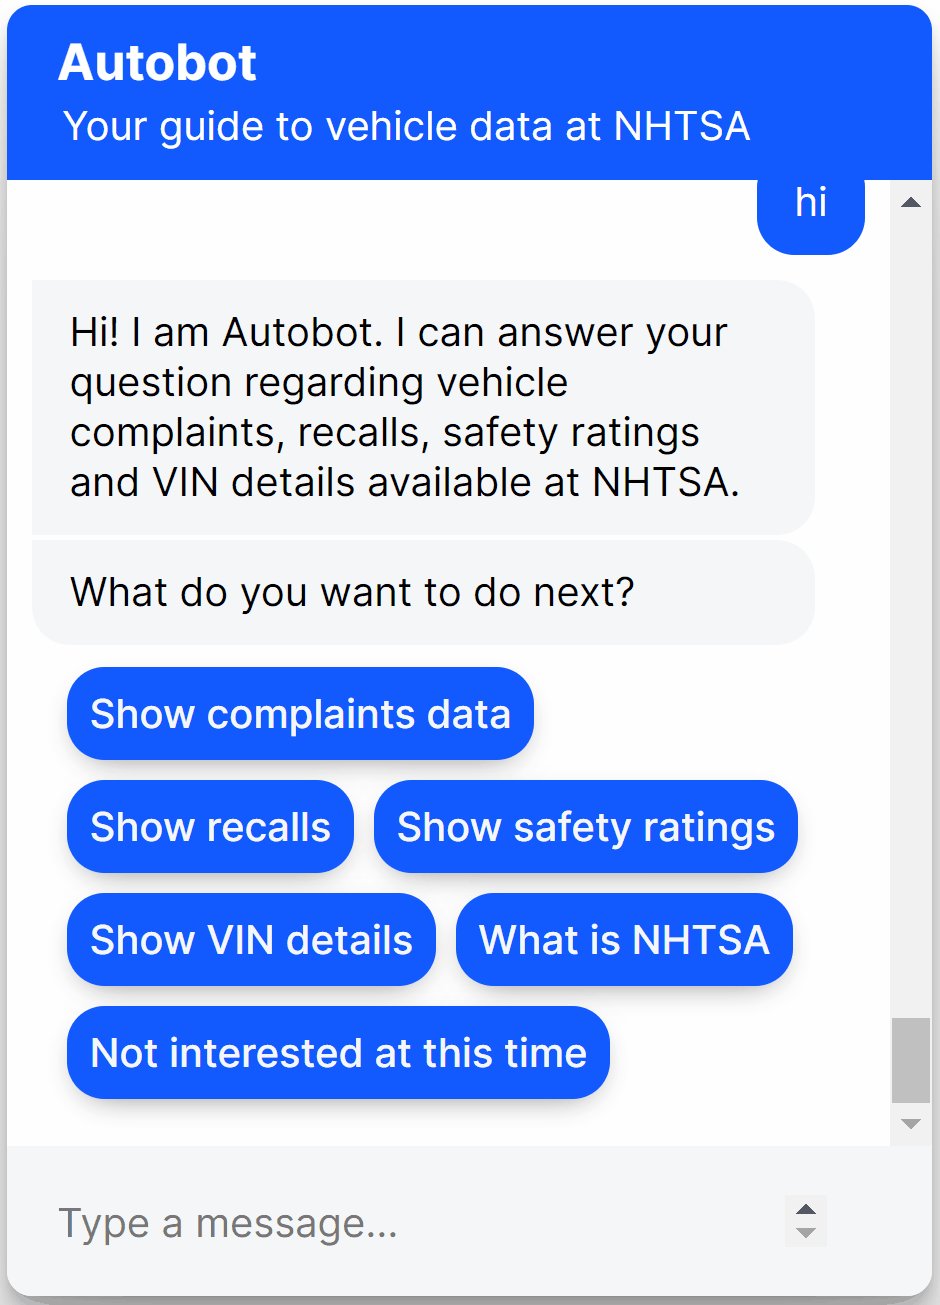 Autobot
Your guide to vehicle data at NHTSA
hi
Hi! I am Autobot. I can answer your
question regarding vehicle
complaints, recalls, safety ratings
and VIN details available at NHTSA.
What do you want to do next?
Show complaints data
Show recalls
Show safety ratings
Show VIN details
What is NHTSA
Not interested at this time
Type a message...